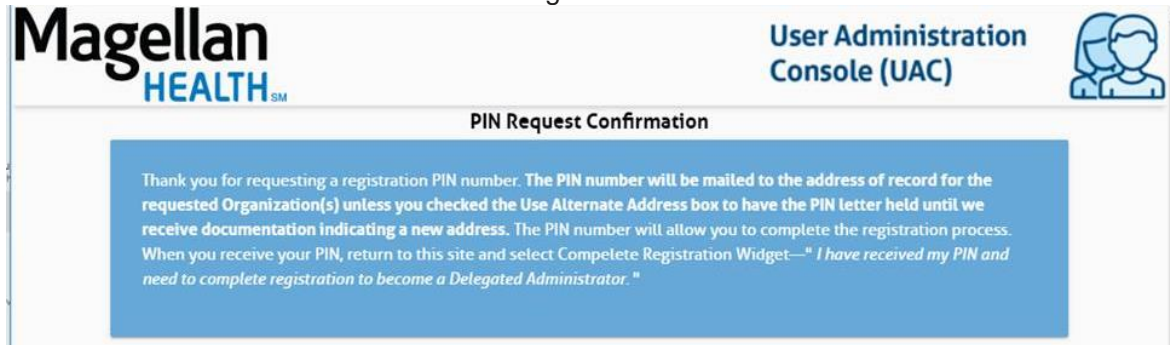 Magellan
HEALTH SM
User Administration
Console (UAC)
PIN Request Confirmation
Thank you for requesting a registration PIN number. The PIN number will be mailed to the address of record for the
requested Organization(s) unless you checked the Use Alternate Address box to have the PIN letter held until we
receive documentation indicating a new address. The PIN number will allow you to complete the registration process.
When you receive your PIN, return to this site and select Compelete Registration Widget—" I have received my PIN and
need to complete registration to become a Delegated Administrator. "